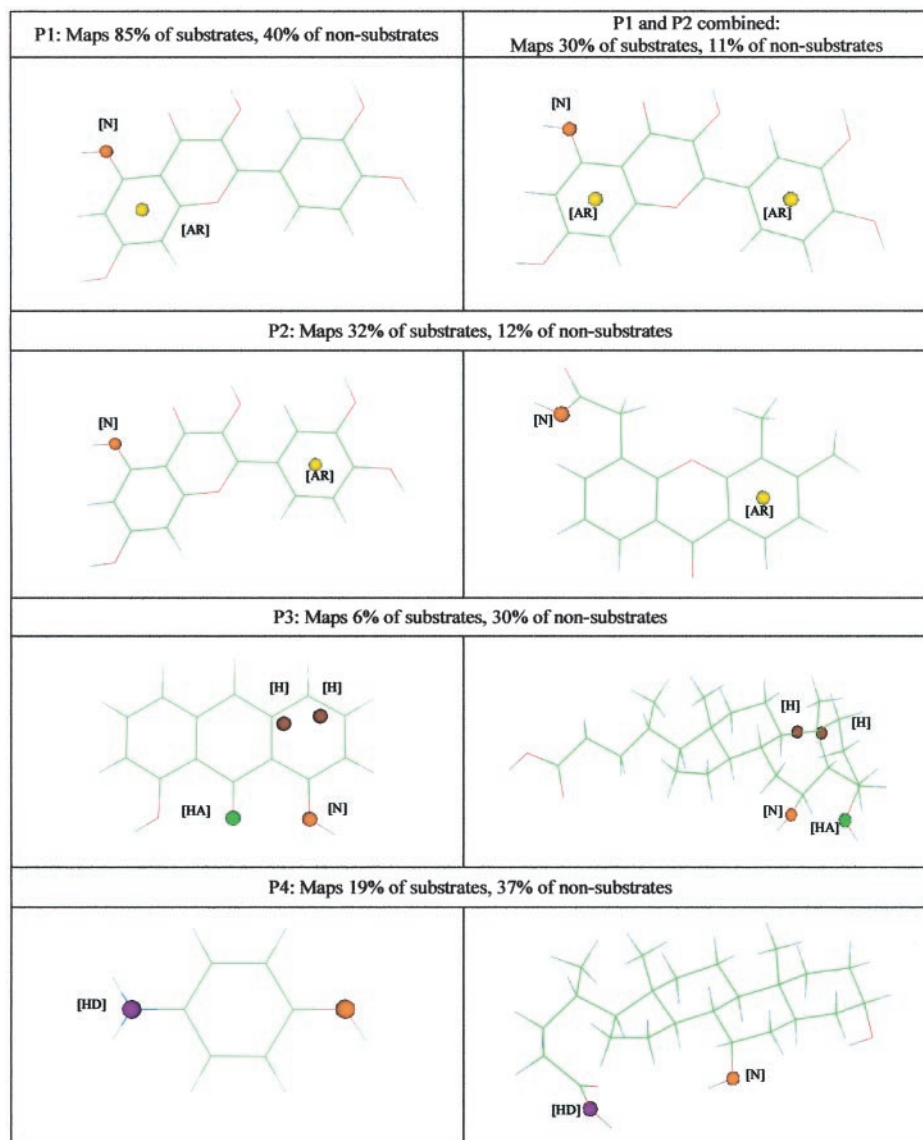 P1: Maps 85% of substrates, 40% of non-substrates
P1 and P2 combined:
Maps 30% of substrates, 11% of non-substrates
[N]
[AR]
[N]
[AR]
[AR]
P2: Maps 32% of substrates, 12% of non-substrates
[N]
[AR]
[N]
[AR]
P3: Maps 6% of substrates, 30% of non-substrates
[H]
[H]
[HA]
[N]
[H]
[H]
[N]
[HA]
P4: Maps 19% of substrates, 37% of non-substrates
[HD]
[N]
[HD]